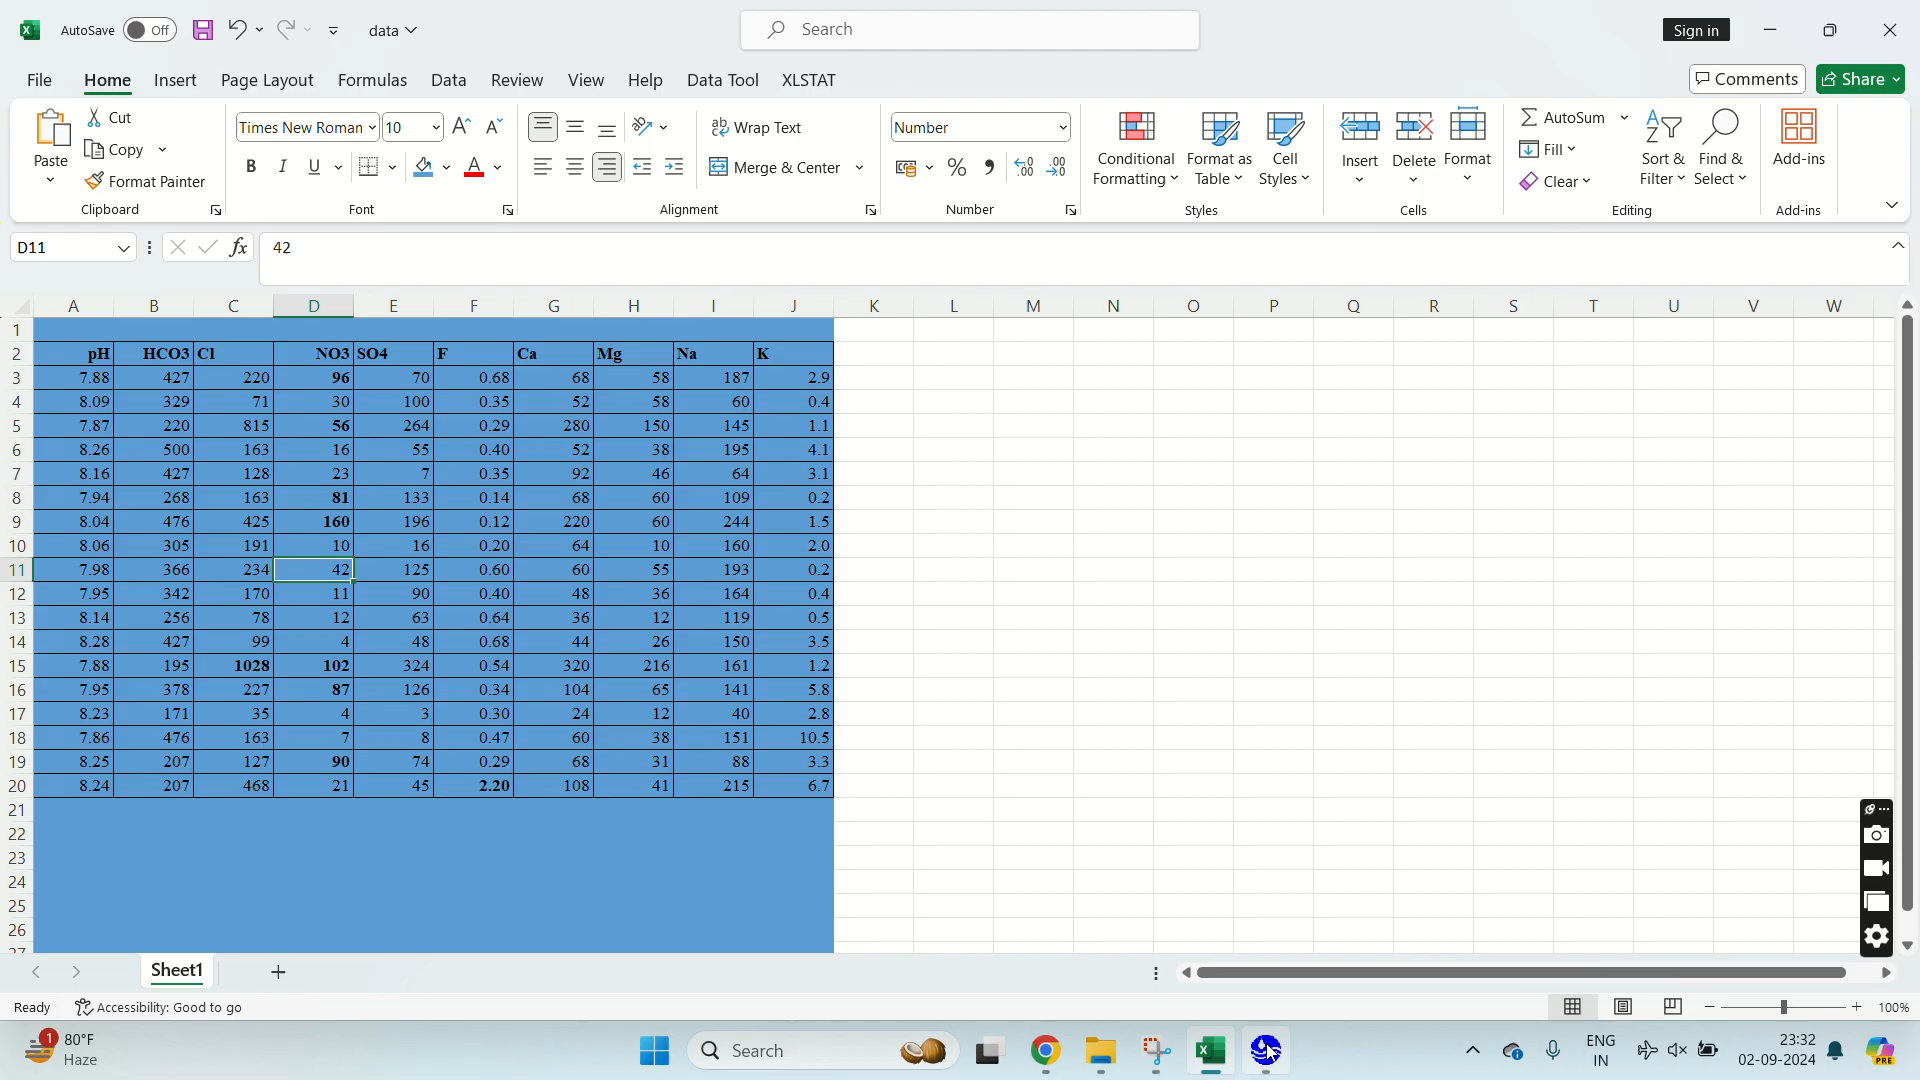 AutoSave Off data Search Sign in
File Home Insert Page Layout Formulas Data Review View Help Data Tool XLSTAT Comments Share
Paste Cut Copy Format Painter Clipboard
Times New Roman 10 B I U A Font
Wrap Text Merge & Center Alignment
Number % Number
Conditional Formatting Format as Table Cell Styles Styles
Insert Delete Format Cells
AutoSum Fill Clear Sort & Filter Find & Select Editing
Add-ins Add-ins
D11 fx 42
A B C D E F G H I J K L M N O P Q R S T U V W
1
2 pH HCO3 Cl NO3 SO4 F Ca Mg Na K
3 7.88 427 220 96 70 0.68 68 58 187 2.9
4 8.09 329 71 30 100 0.35 52 58 60 0.4
5 7.87 220 815 56 264 0.29 280 150 145 1.1
6 8.26 500 163 16 55 0.40 52 38 195 4.1
7 8.16 427 128 23 7 0.35 92 46 64 3.1
8 7.94 268 163 81 133 0.14 68 60 109 0.2
9 8.04 476 425 160 196 0.12 220 60 244 1.5
10 8.06 305 191 10 16 0.20 64 10 160 2.0
11 7.98 366 234 42 125 0.60 60 55 193 0.2
12 7.95 342 170 11 90 0.40 48 36 164 0.4
13 8.14 256 78 12 63 0.64 36 12 119 0.5
14 8.28 427 99 4 48 0.68 44 26 150 3.5
15 7.88 195 1028 102 324 0.54 320 216 161 1.2
16 7.95 378 227 87 126 0.34 104 65 141 5.8
17 8.23 171 35 4 3 0.30 24 12 40 2.8
18 7.86 476 163 7 8 0.47 60 38 151 10.5
19 8.25 207 127 90 74 0.29 68 31 88 3.3
20 8.24 207 468 21 45 2.20 108 41 215 6.7
21
22
23
24
25
26
27
Sheet1
Ready Accessibility: Good to go 100%
1 80°F Haze Search ENG IN 23:32 02-09-2024 PRE